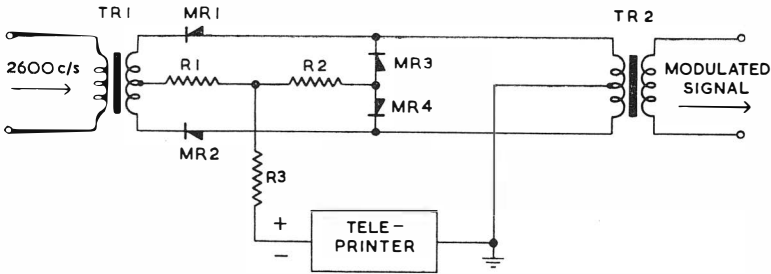 TR1
MR1
TR2
2600 c/s
R1
R2
MR3
MODULATED
SIGNAL
MR4
MR2
R3
+
−
TELE-
PRINTER